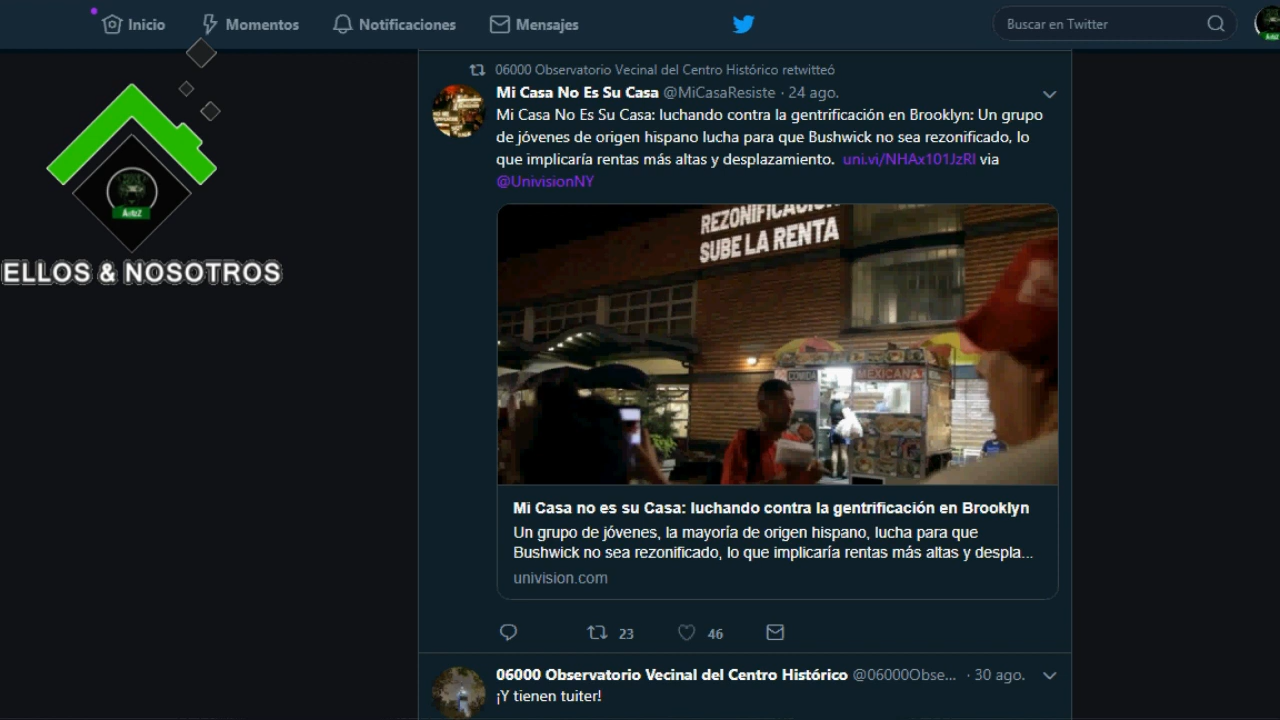 Inicio
Momentos
Notificaciones
Mensajes
Buscar en Twitter
ELLOS & NOSOTROS
06000 Observatorio Vecinal del Centro Histórico retwitteó
Mi Casa No Es Su Casa @MiCasaResiste · 24 ago.
Mi Casa No Es Su Casa: luchando contra la gentrificación en Brooklyn: Un grupo
de jóvenes de origen hispano lucha para que Bushwick no sea rezonificado, lo
que implicaría rentas más altas y desplazamiento. uni.vi/NHAx101JzRI via
@UnivisionNY
REZONIFICACIÓN
SUBE LA RENTA
COMIDA
MEXICANA
Mi Casa no es su Casa: luchando contra la gentrificación en Brooklyn
Un grupo de jóvenes, la mayoría de origen hispano, lucha para que
Bushwick no sea rezonificado, lo que implicaría rentas más altas y despla...
univision.com
23
46
06000 Observatorio Vecinal del Centro Histórico @06000Obse... · 30 ago.
¡Y tienen tuiter!